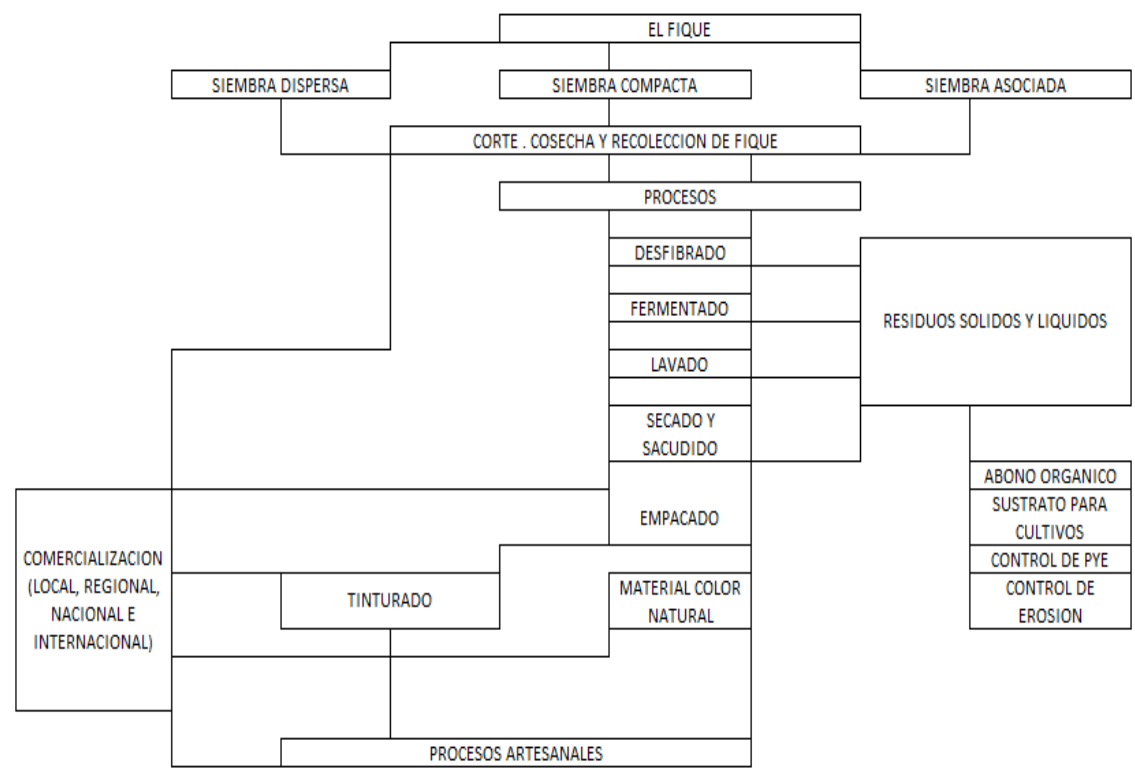 EL FIQUE
SIEMBRA DISPERSA
SIEMBRA COMPACTA
SIEMBRA ASOCIADA
CORTE . COSECHA Y RECOLECCION DE FIQUE
PROCESOS
DESFIBRADO
FERMENTADO
LAVADO
SECADO Y
SACUDIDO
EMPACADO
RESIDUOS SOLIDOS Y LIQUIDOS
ABONO ORGANICO
SUSTRATO PARA
CULTIVOS
CONTROL DE PYE
CONTROL DE
EROSION
COMERCIALIZACION
(LOCAL, REGIONAL,
NACIONAL E
INTERNACIONAL)
TINTURADO
MATERIAL COLOR
NATURAL
PROCESOS ARTESANALES